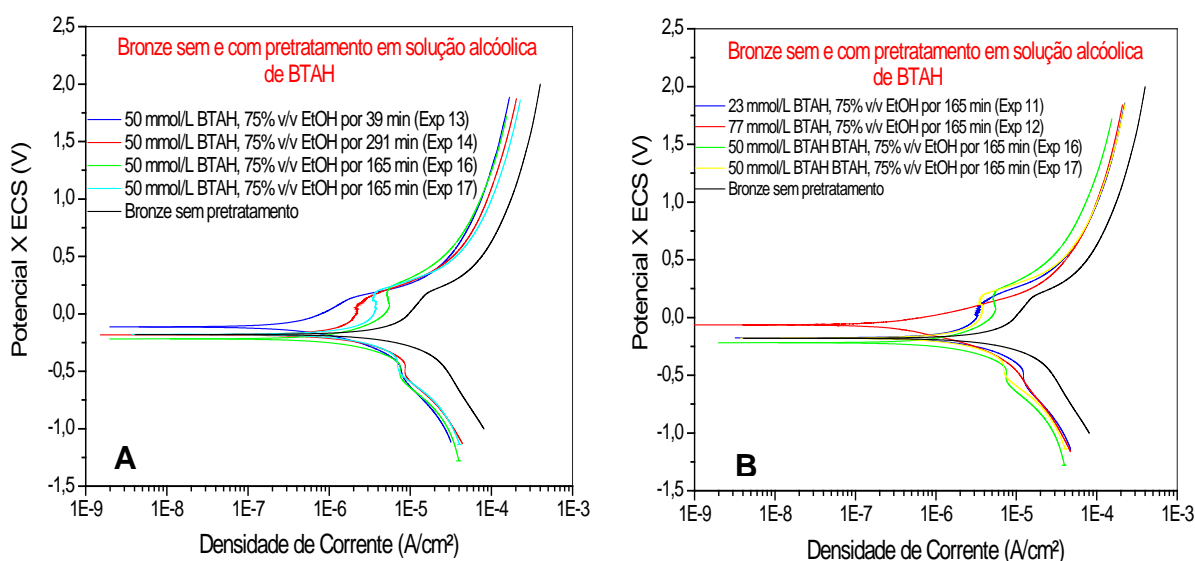 Bronze sem e com pretratamento em solução alcóolica
de BTAH
50 mmol/L BTAH, 75% v/v EtOH por 39 min (Exp 13)
50 mmol/L BTAH, 75% v/v EtOH por 291 min (Exp 14)
50 mmol/L BTAH, 75% v/v EtOH por 165 min (Exp 16)
50 mmol/L BTAH, 75% v/v EtOH por 165 min (Exp 17)
Bronze sem pretratamento
Potencial X ECS (V)
2,5
2,0
1,5
1,0
0,5
0,0
-0,5
-1,0
-1,5
A
1E-9 1E-8 1E-7 1E-6 1E-5 1E-4 1E-3
Densidade de Corrente (A/cm²)
Bronze sem e com pretratamento em solução alcóolica
de BTAH
23 mmol/L BTAH, 75% v/v EtOH por 165 min (Exp 11)
77 mmol/L BTAH, 75% v/v EtOH por 165 min (Exp 12)
50 mmol/L BTAH BTAH, 75% v/v EtOH por 165 min (Exp 16)
50 mmol/L BTAH BTAH, 75% v/v EtOH por 165 min (Exp 17)
Bronze sem pretratamento
Potencial X ECS (V)
2,5
2,0
1,5
1,0
0,5
0,0
-0,5
-1,0
-1,5
B
1E-9 1E-8 1E-7 1E-6 1E-5 1E-4 1E-3
Densidade de Corrente (A/cm²)